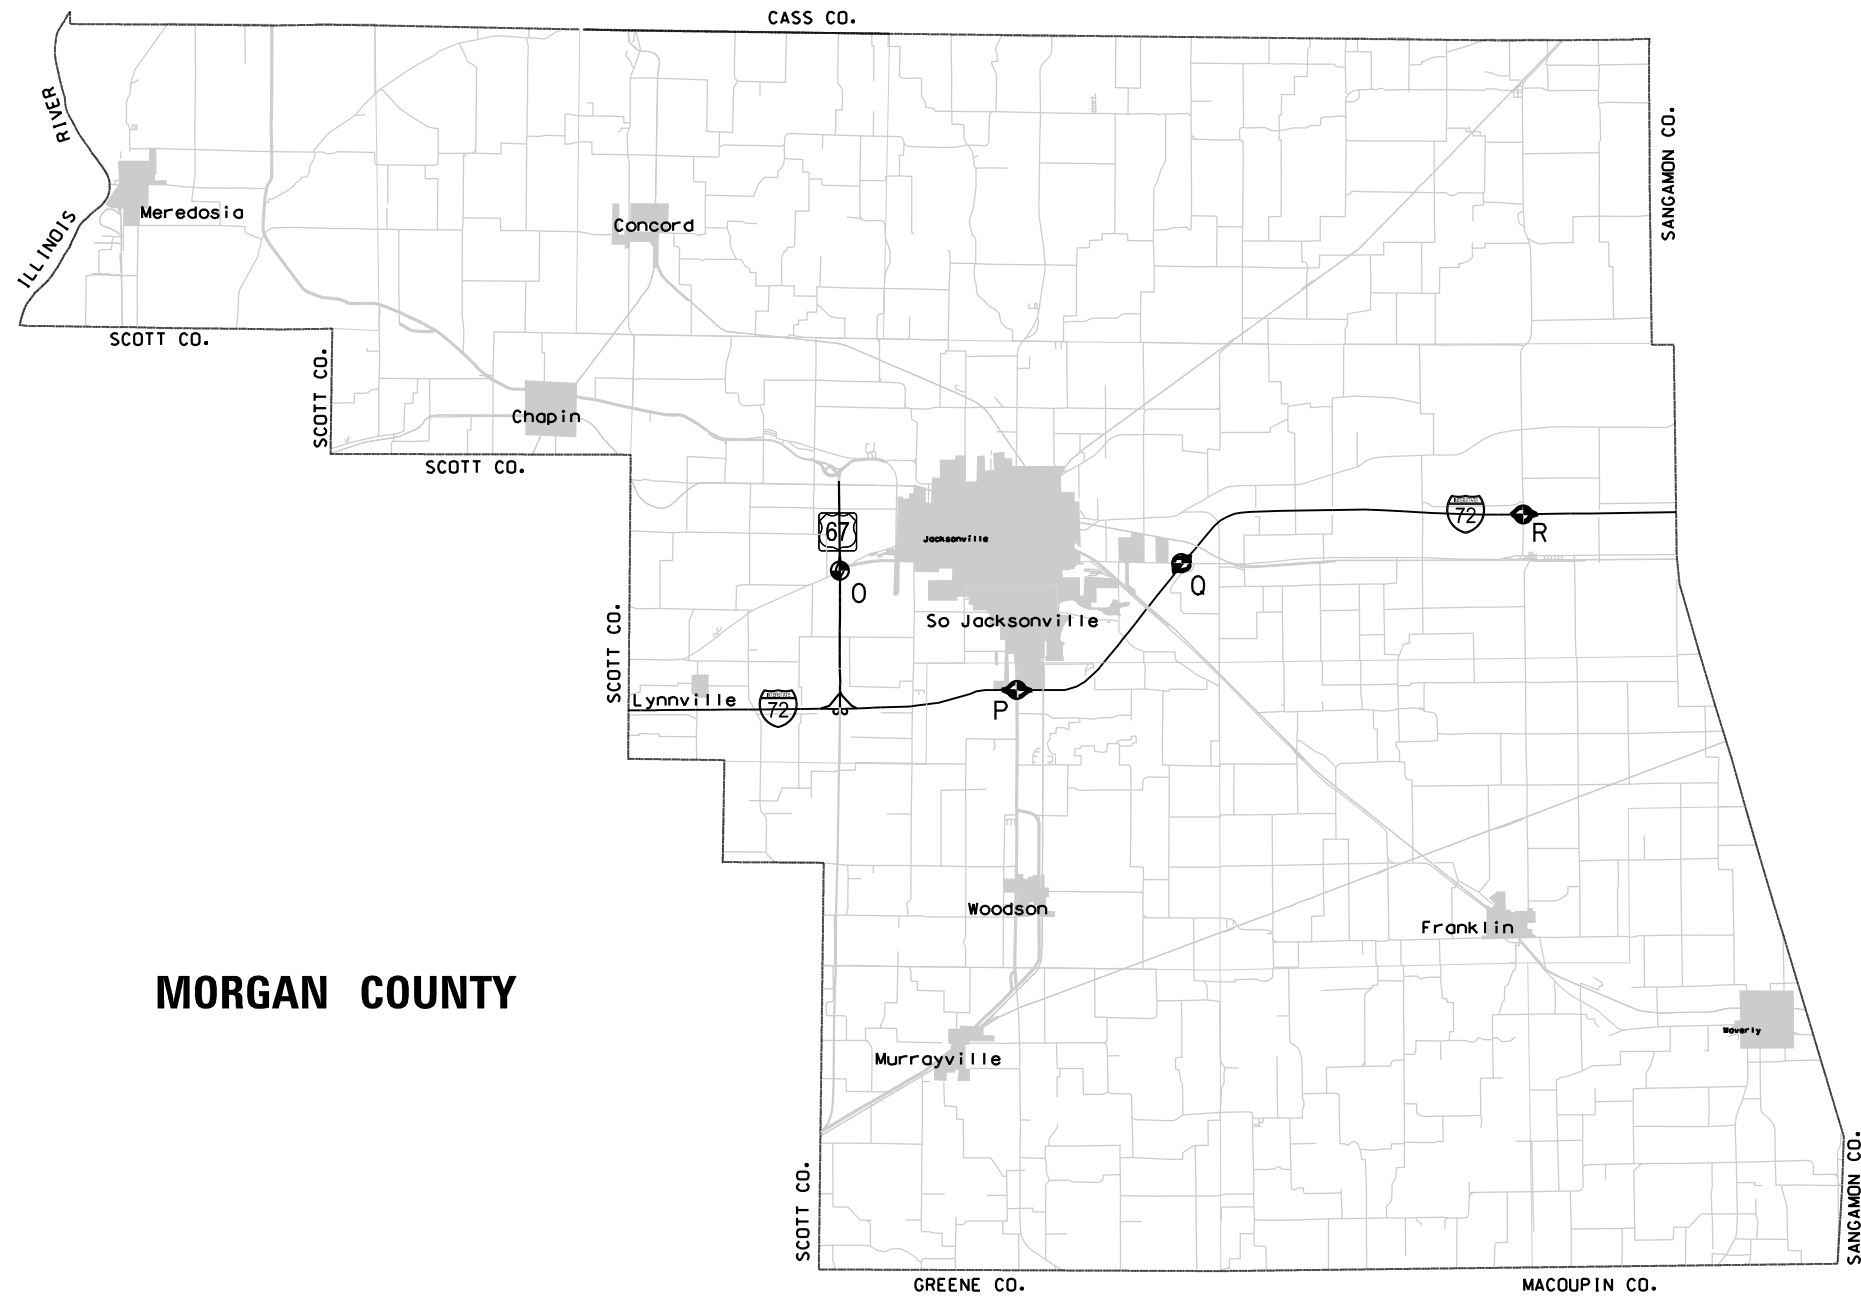 CASS CO.
RIVER
SANGAMON CO.
Meredosia
Concord
ILLINOIS
SCOTT CO.
SCOTT CO.
Chapin
SCOTT CO.
72
67
R
Jacksonville
Q
O
So Jacksonville
SCOTT CO.
Lynnville
72
P
Woodson
Franklin
MORGAN COUNTY
Waverly
Murrayville
SCOTT CO.
SANGAMON CO.
GREENE CO.
MACOUPIN CO.